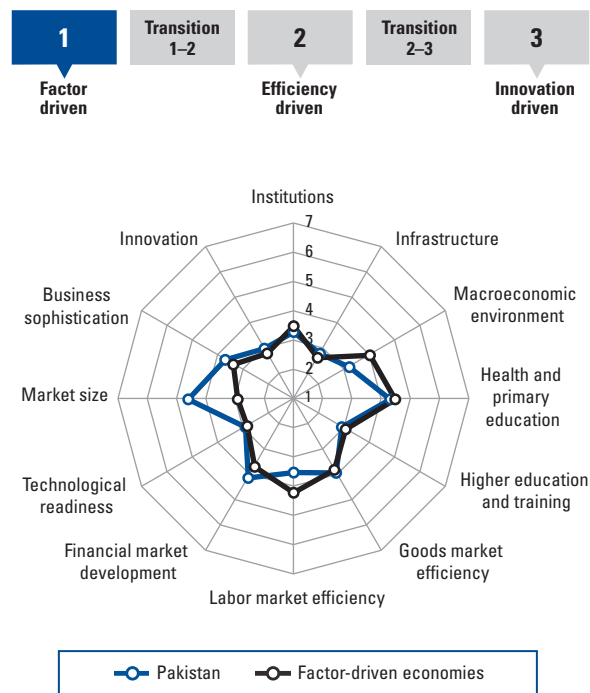 1
Transition
1–2
2
Transition
2–3
3
Factor
driven
Efficiency
driven
Innovation
driven
Institutions
7
6
5
4
3
2
1
Innovation
Infrastructure
Business
sophistication
Macroeconomic
environment
Market size
Health and
primary
education
Technological
readiness
Higher education
and training
Financial market
development
Goods market
efficiency
Labor market efficiency
Pakistan
Factor-driven economies